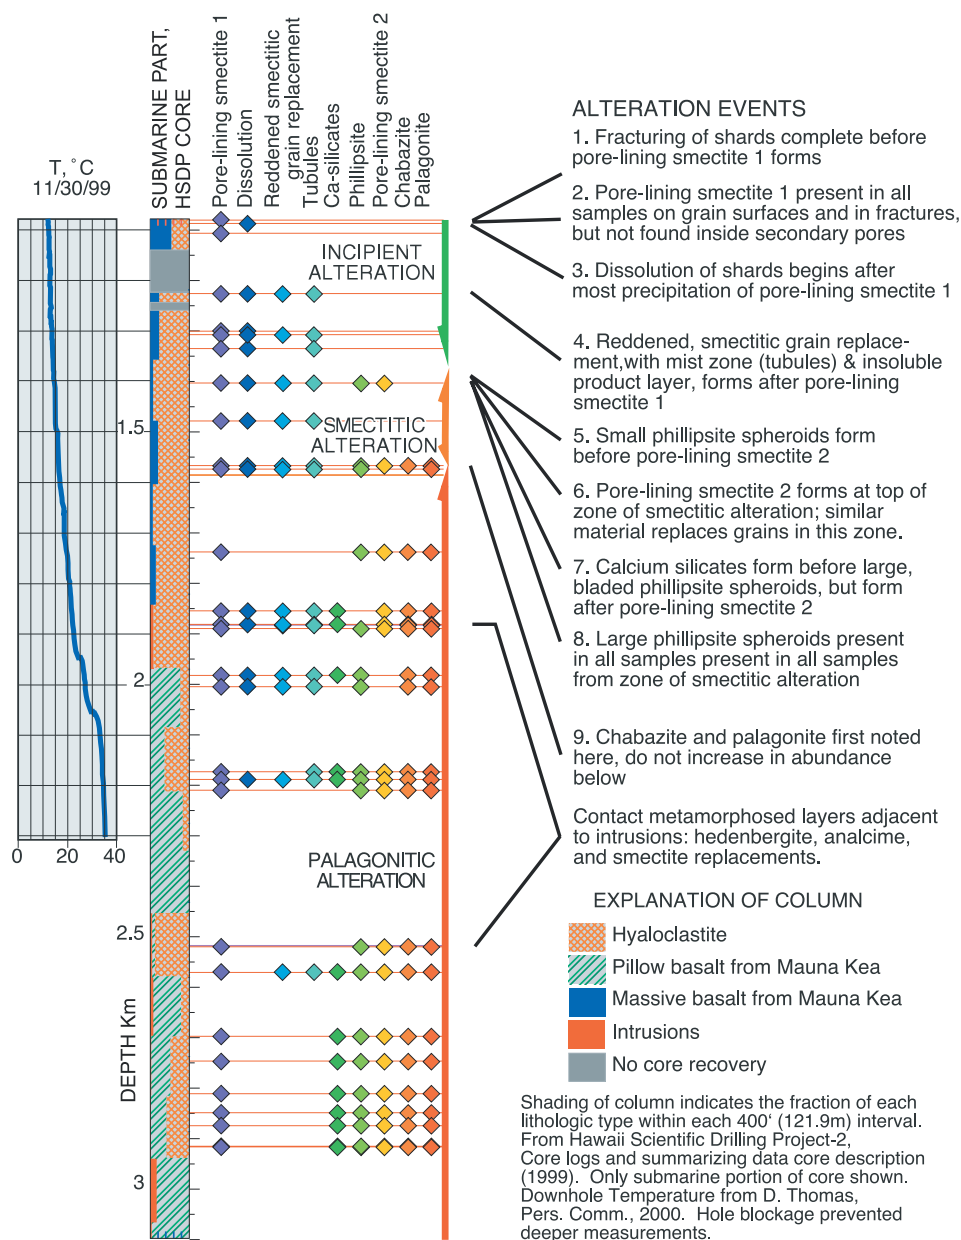 SUBMARINE PART,
HSDP CORE
Pore-lining smectite 1
Dissolution
Reddened smectitic
grain replacement
Tubules
Ca-silicates
Phillipsite
Pore-lining smectite 2
Chabazite
Palagonite
T, °C
11/30/99
0 20 40
1.5
2
2.5
3
DEPTH Km
INCIPIENT
ALTERATION
SMECTITIC
ALTERATION
PALAGONITIC
ALTERATION
ALTERATION EVENTS
1. Fracturing of shards complete before
pore-lining smectite 1 forms
2. Pore-lining smectite 1 present in all
samples on grain surfaces and in fractures,
but not found inside secondary pores
3. Dissolution of shards begins after
most precipitation of pore-lining smectite 1
4. Reddened, smectitic grain replace-
ment,with mist zone (tubules) & insoluble
product layer, forms after pore-lining
smectite 1
5. Small phillipsite spheroids form
before pore-lining smectite 2
6. Pore-lining smectite 2 forms at top of
zone of smectitic alteration; similar
material replaces grains in this zone.
7. Calcium silicates form before large,
bladed phillipsite spheroids, but form
after pore-lining smectite 2
8. Large phillipsite spheroids present
in all samples present in all samples
from zone of smectitic alteration
9. Chabazite and palagonite first noted
here, do not increase in abundance
below
Contact metamorphosed layers adjacent
to intrusions: hedenbergite, analcime,
and smectite replacements.
EXPLANATION OF COLUMN
Hyaloclastite
Pillow basalt from Mauna Kea
Massive basalt from Mauna Kea
Intrusions
No core recovery
Shading of column indicates the fraction of each
lithologic type within each 400' (121.9m) interval.
From Hawaii Scientific Drilling Project-2,
Core logs and summarizing data core description
(1999). Only submarine portion of core shown.
Downhole Temperature from D. Thomas,
Pers. Comm., 2000. Hole blockage prevented
deeper measurements.